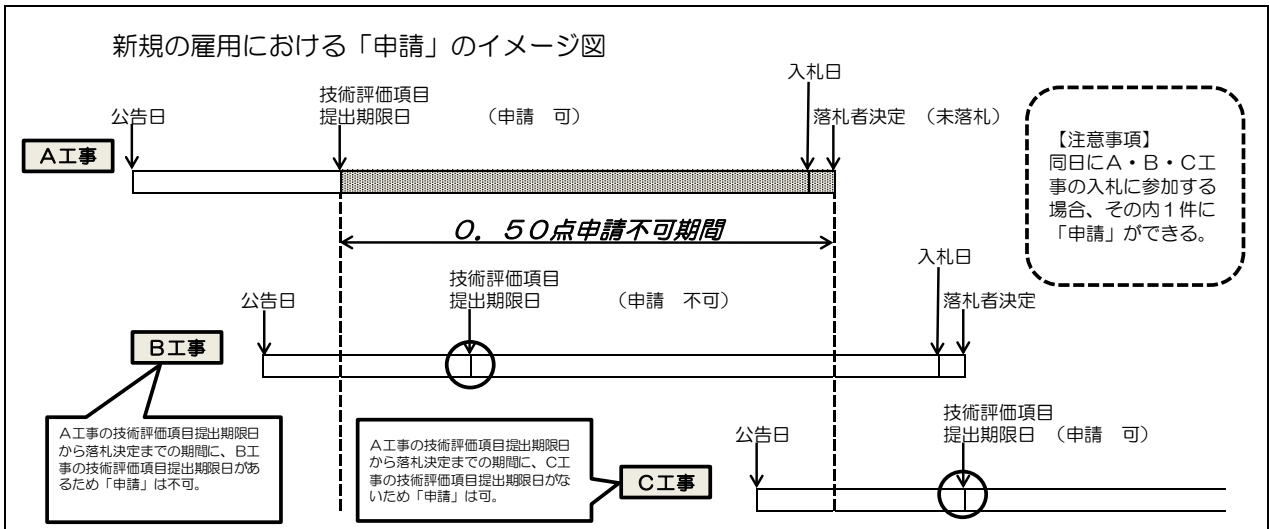 新規の雇用における「申請」のイメージ図
入札日
技術評価項目
公告日
提出期限日
（申請 可）
落札者決定 （未落札）
A工事
【注意事項】
同日にA・B・C工
事の入札に参加する
場合、その内1件に
「申請」ができる。
0．50点申請不可期間
入札日
技術評価項目
公告日
提出期限日
（申請 不可）
落札者決定
B工事
A工事の技術評価項目提出期限日
から落札決定までの期間に、B工
事の技術評価項目提出期限日があ
るため「申請」は不可。
技術評価項目
公告日
提出期限日 （申請 可）
A工事の技術評価項目提出期限日
から落札決定までの期間に、C工
事の技術評価項目提出期限日がな
いため「申請」は可。
C工事